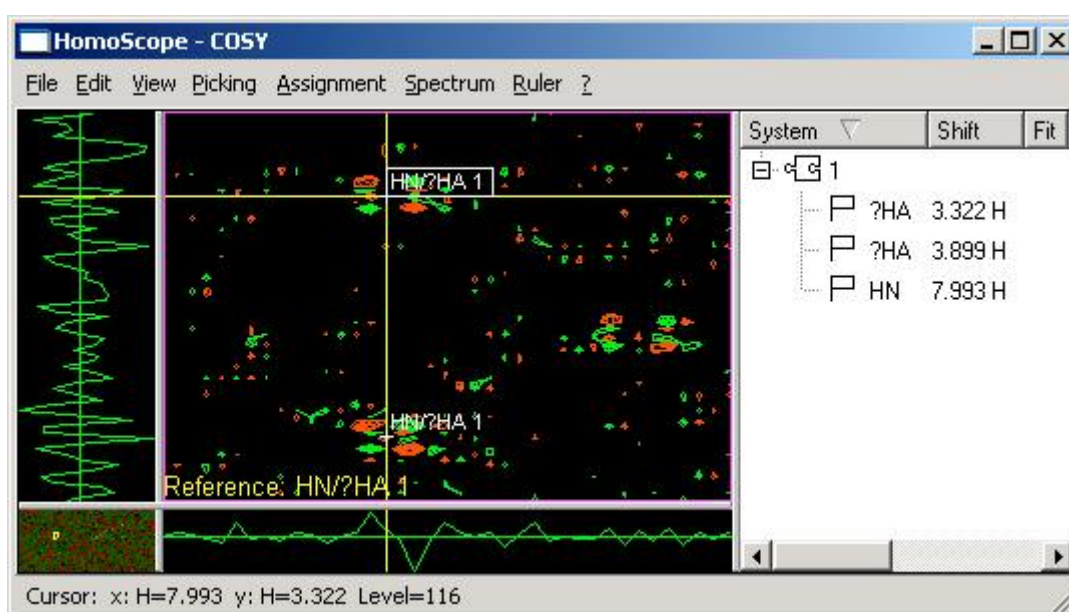 HomoScope - COSY
File Edit View Picking Assignment Spectrum Ruler ?
System Shift Fit
1
?HA 3.322 H
?HA 3.899 H
HN 7.993 H
HN/?HA 1
HN/?HA 1
Reference: HN/?HA 1
Cursor: x: H=7.993 y: H=3.322 Level=116